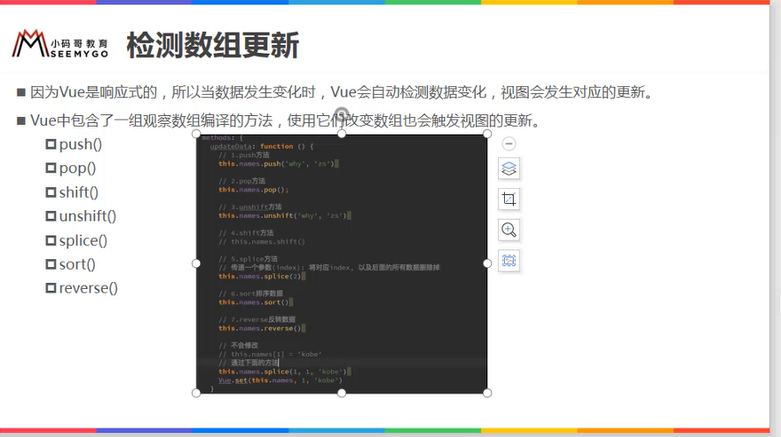 小码哥教育
SEEMYGO
检测数组更新
因为Vue是响应式的，所以当数据发生变化时，Vue会自动检测数据变化，视图会发生对应的更新。
Vue中包含了一组观察数组编译的方法，使用它们改变数组也会触发视图的更新。
push()
pop()
shift()
unshift()
splice()
sort()
reverse()
methods: {
updateData: function () {
// 1.push方法
this.names.push('why', 'zs')
// 2.pop方法
this.names.pop();
// 3.unshift方法
this.names.unshift('why', 'zs')
// 4.shift方法
// this.names.shift()
// 5.splice方法
// 传递一个参数(index): 将对应index, 以及后面的所有数据删除掉
this.names.splice(2)
// 6.sort排序数据
this.names.sort()
// 7.reverse反转数据
this.names.reverse()
// 不会修改
// this.names[1] = 'kobe'
// 通过下面的方法
this.names.splice(1, 1, 'kobe')
Vue.set(this.names, 1, 'kobe')
}